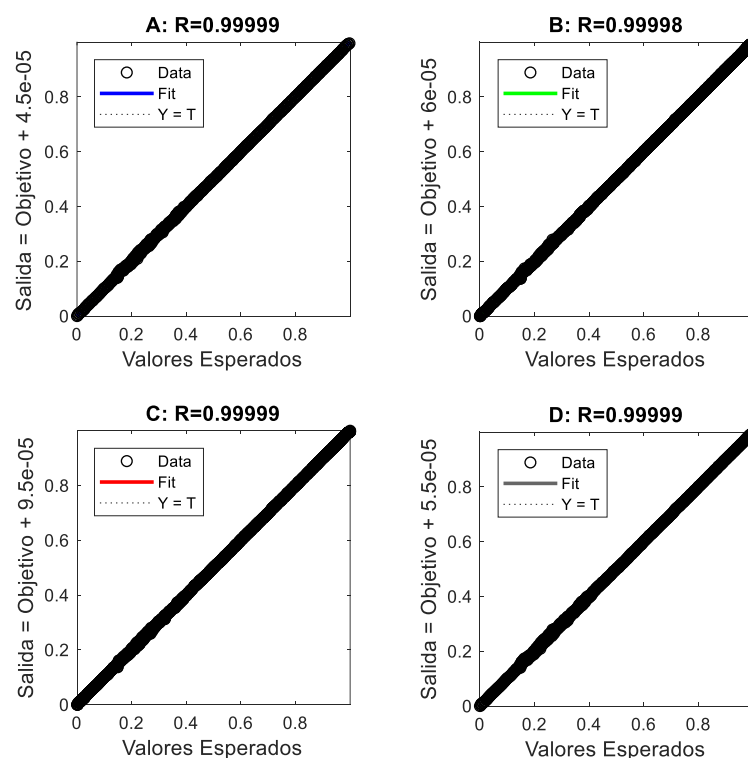 A: R=0.99999
Salida = Objetivo + 4.5e-05
Data
Fit
Y = T
0.8
0.6
0.4
0.2
0
0 0.2 0.4 0.6 0.8
Valores Esperados
B: R=0.99998
Salida = Objetivo + 6e-05
Data
Fit
Y = T
0.8
0.6
0.4
0.2
0
0 0.2 0.4 0.6 0.8
Valores Esperados
C: R=0.99999
Salida = Objetivo + 9.5e-05
Data
Fit
Y = T
0.8
0.6
0.4
0.2
0
0 0.2 0.4 0.6 0.8
Valores Esperados
D: R=0.99999
Salida = Objetivo + 5.5e-05
Data
Fit
Y = T
0.8
0.6
0.4
0.2
0
0 0.2 0.4 0.6 0.8
Valores Esperados